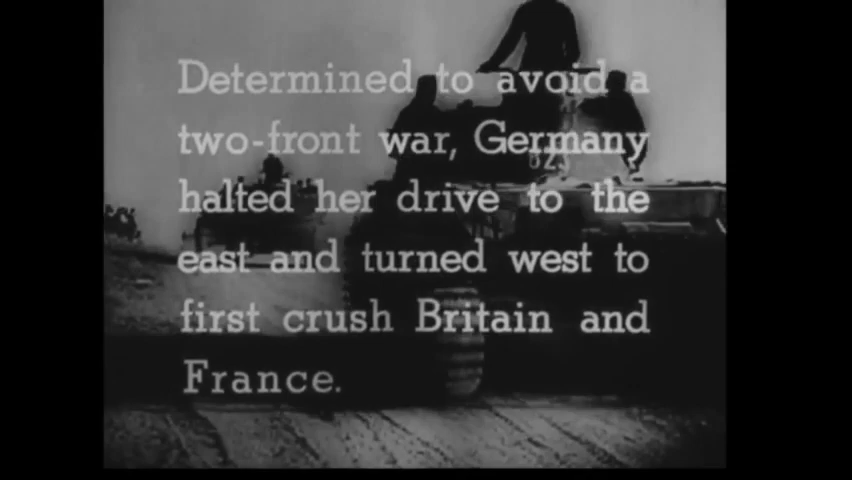 Determined to avoid a
two-front war, Germany
halted her drive to the
east and turned west to
first crush Britain and
France.
823